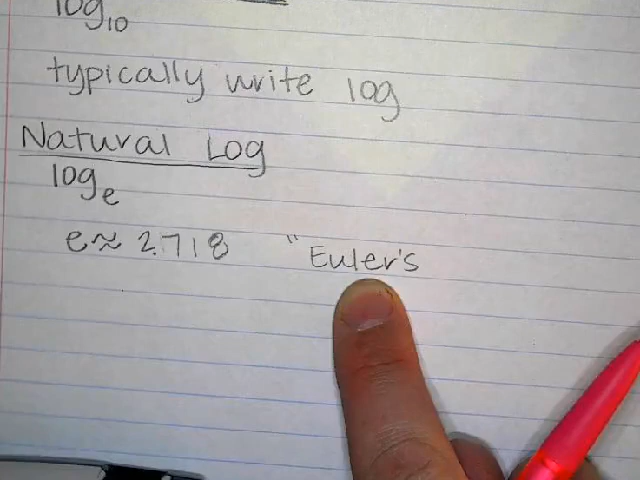 log₁₀
typically write log
Natural Log
logₑ
e≈ 2.718 "Euler's